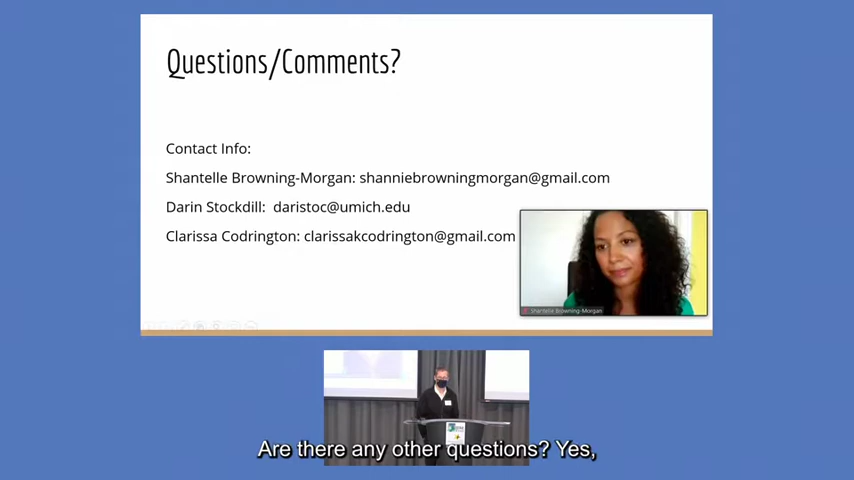 Questions/Comments?
Contact Info:
Shantelle Browning-Morgan: shanniebrowningmorgan@gmail.com
Darin Stockdill: daristoc@umich.edu
Clarissa Codrington: clarissakcodrington@gmail.com
Shantelle Browning-Morgan
Are there any other questions? Yes,